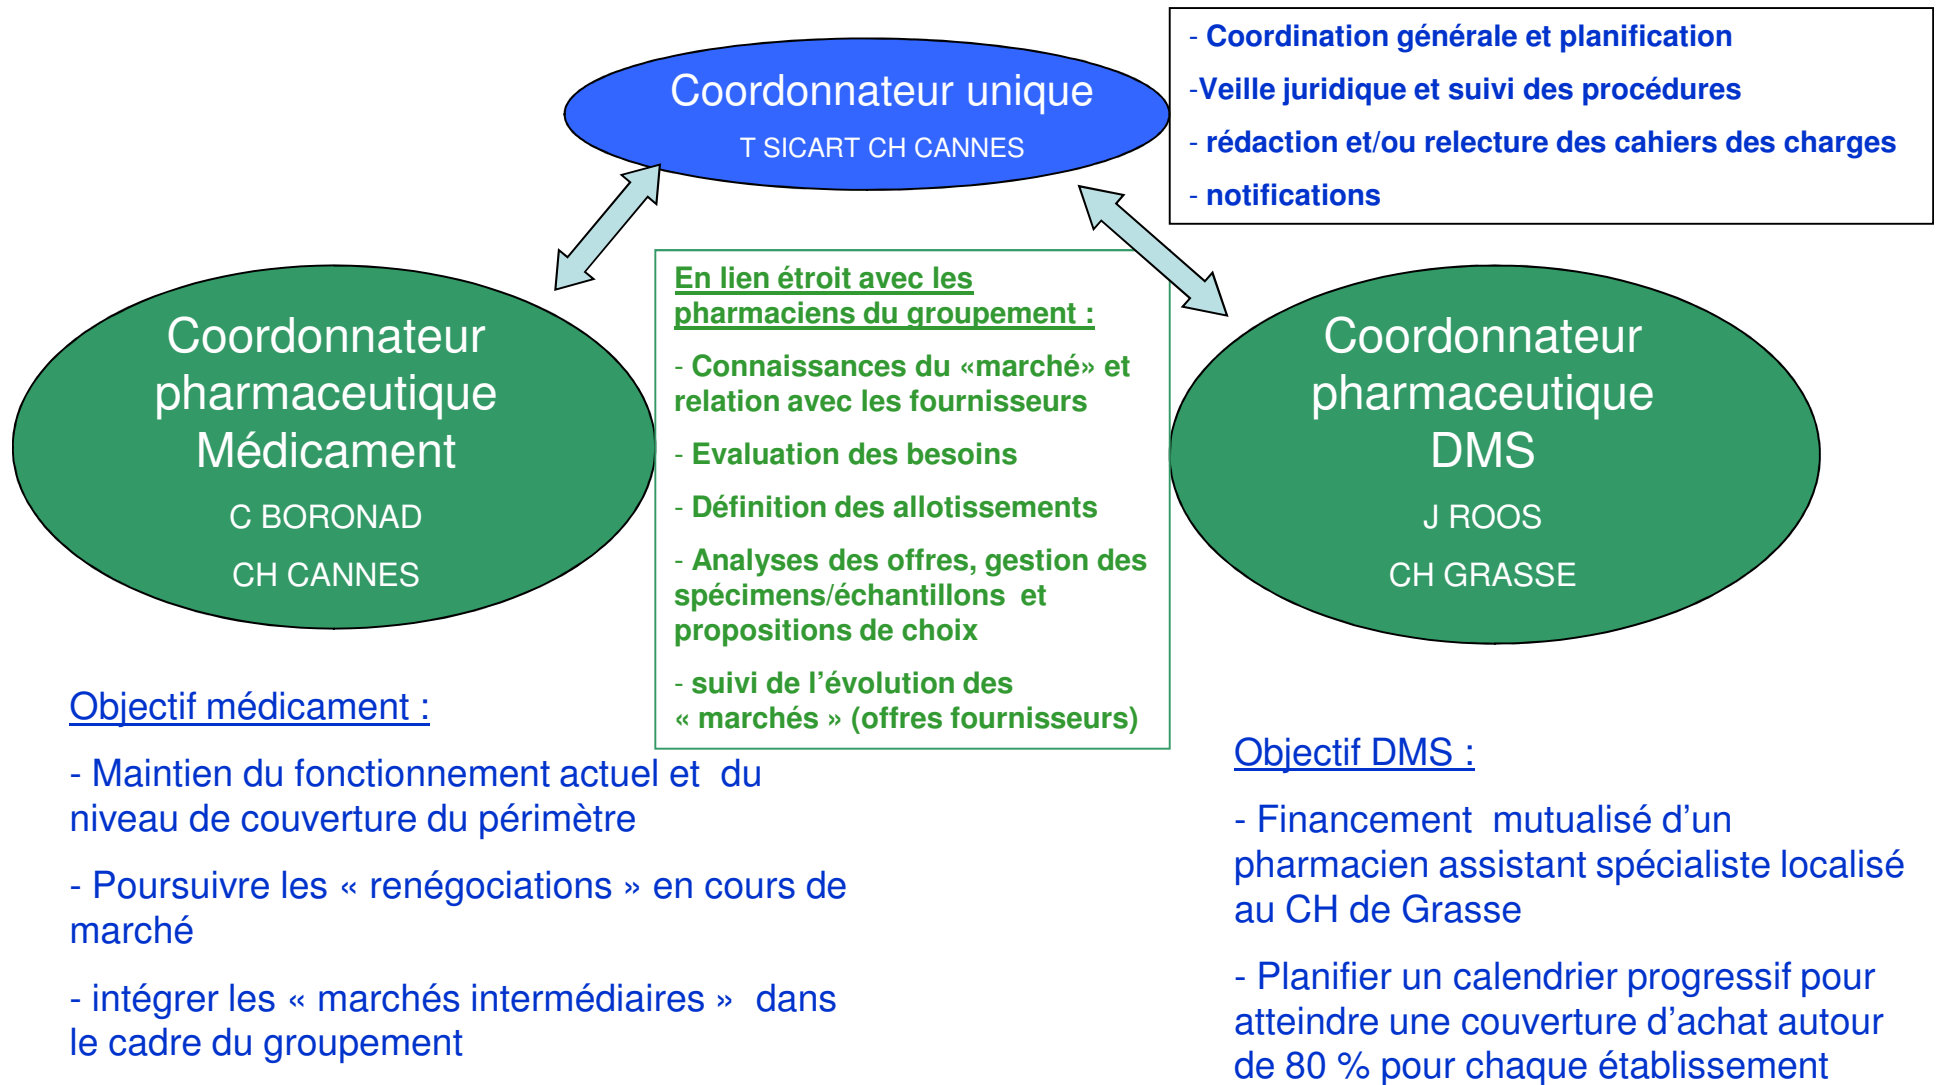 Coordonnateur unique
T SICART CH CANNES
- Coordination générale et planification
-Veille juridique et suivi des procédures
- rédaction et/ou relecture des cahiers des charges
- notifications
Coordonnateur
pharmaceutique
Médicament
C BORONAD
CH CANNES
En lien étroit avec les
pharmaciens du groupement :
- Connaissances du «marché» et
relation avec les fournisseurs
- Evaluation des besoins
- Définition des allotissements
- Analyses des offres, gestion des
spécimens/échantillons et
propositions de choix
- suivi de l’évolution des
« marchés » (offres fournisseurs)
Coordonnateur
pharmaceutique
DMS
J ROOS
CH GRASSE
Objectif médicament :
- Maintien du fonctionnement actuel et du
niveau de couverture du périmètre
- Poursuivre les « renégociations » en cours de
marché
- intégrer les « marchés intermédiaires » dans
le cadre du groupement
Objectif DMS :
- Financement mutualisé d’un
pharmacien assistant spécialiste localisé
au CH de Grasse
- Planifier un calendrier progressif pour
atteindre une couverture d’achat autour
de 80 % pour chaque établissement